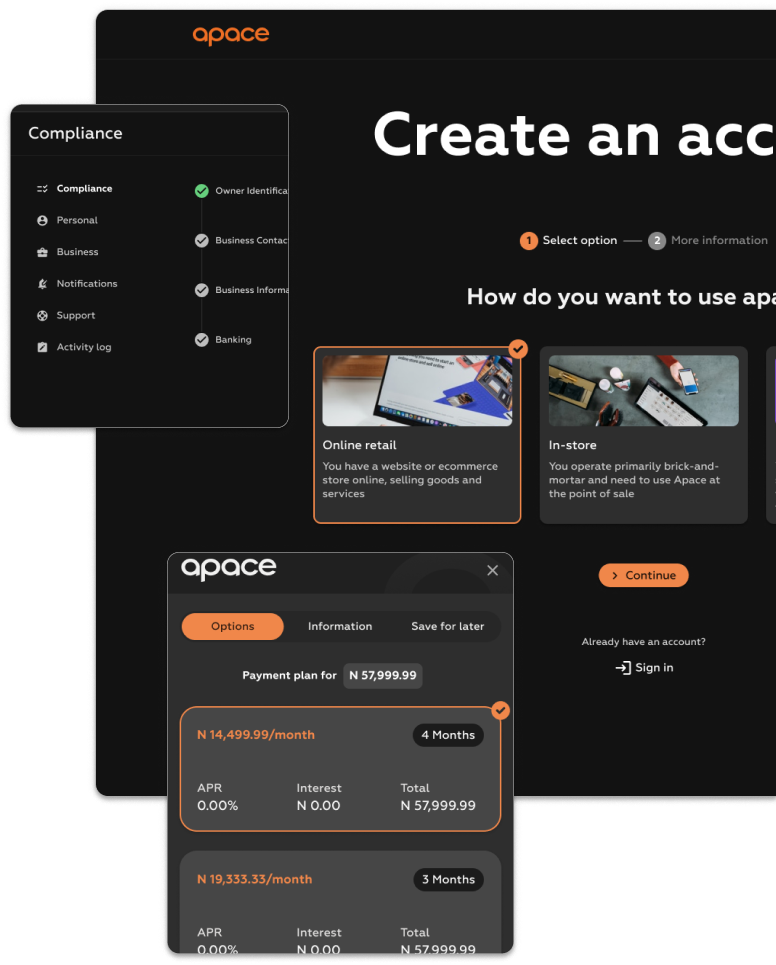 apace
Create an acc
1 Select option
2 More information
How do you want to use apa
Online retail
You have a website or ecommerce
store online, selling goods and
services
In-store
You operate primarily brick-and-
mortar and need to use Apace at
the point of sale
Continue
Already have an account?
Sign in
Compliance
Compliance
Personal
Business
Notifications
Support
Activity log
Owner Identifica
Business Contac
Business Informa
Banking
apace
Options
Information
Save for later
Payment plan for N 57,999.99
N 14,499.99/month
4 Months
APR
Interest
Total
0.00%
N 0.00
N 57,999.99
N 19,333.33/month
3 Months
APR
Interest
Total
0.00%
N 0.00
N 57,999.99